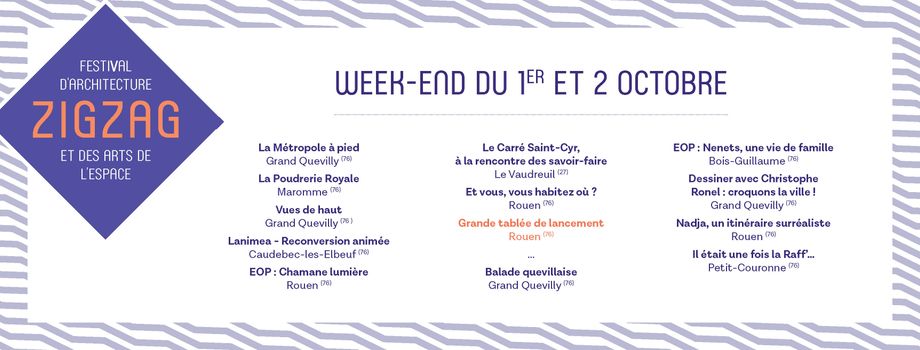 FESTIVAL
D'ARCHITECTURE
ZIGZAG
ET DES ARTS DE
L'ESPACE
WEEK-END DU 1ER ET 2 OCTOBRE
La Métropole à pied
Grand Quevilly (76)
La Poudrerie Royale
Maromme (76)
Vues de haut
Grand Quevilly (76 )
Lanimea - Reconversion animée
Caudebec-les-Elbeuf (76)
EOP : Chamane lumière
Rouen (76)
Le Carré Saint-Cyr,
à la rencontre des savoir-faire
Le Vaudreuil (27)
Et vous, vous habitez où ?
Rouen (76)
Grande tablée de lancement
Rouen (76)
...
Balade quevillaise
Grand Quevilly (76)
EOP : Nenets, une vie de famille
Bois-Guillaume (76)
Dessiner avec Christophe
Ronel : croquons la ville !
Grand Quevilly (76)
Nadja, un itinéraire surréaliste
Rouen (76)
Il était une fois la Raff'...
Petit-Couronne (76)